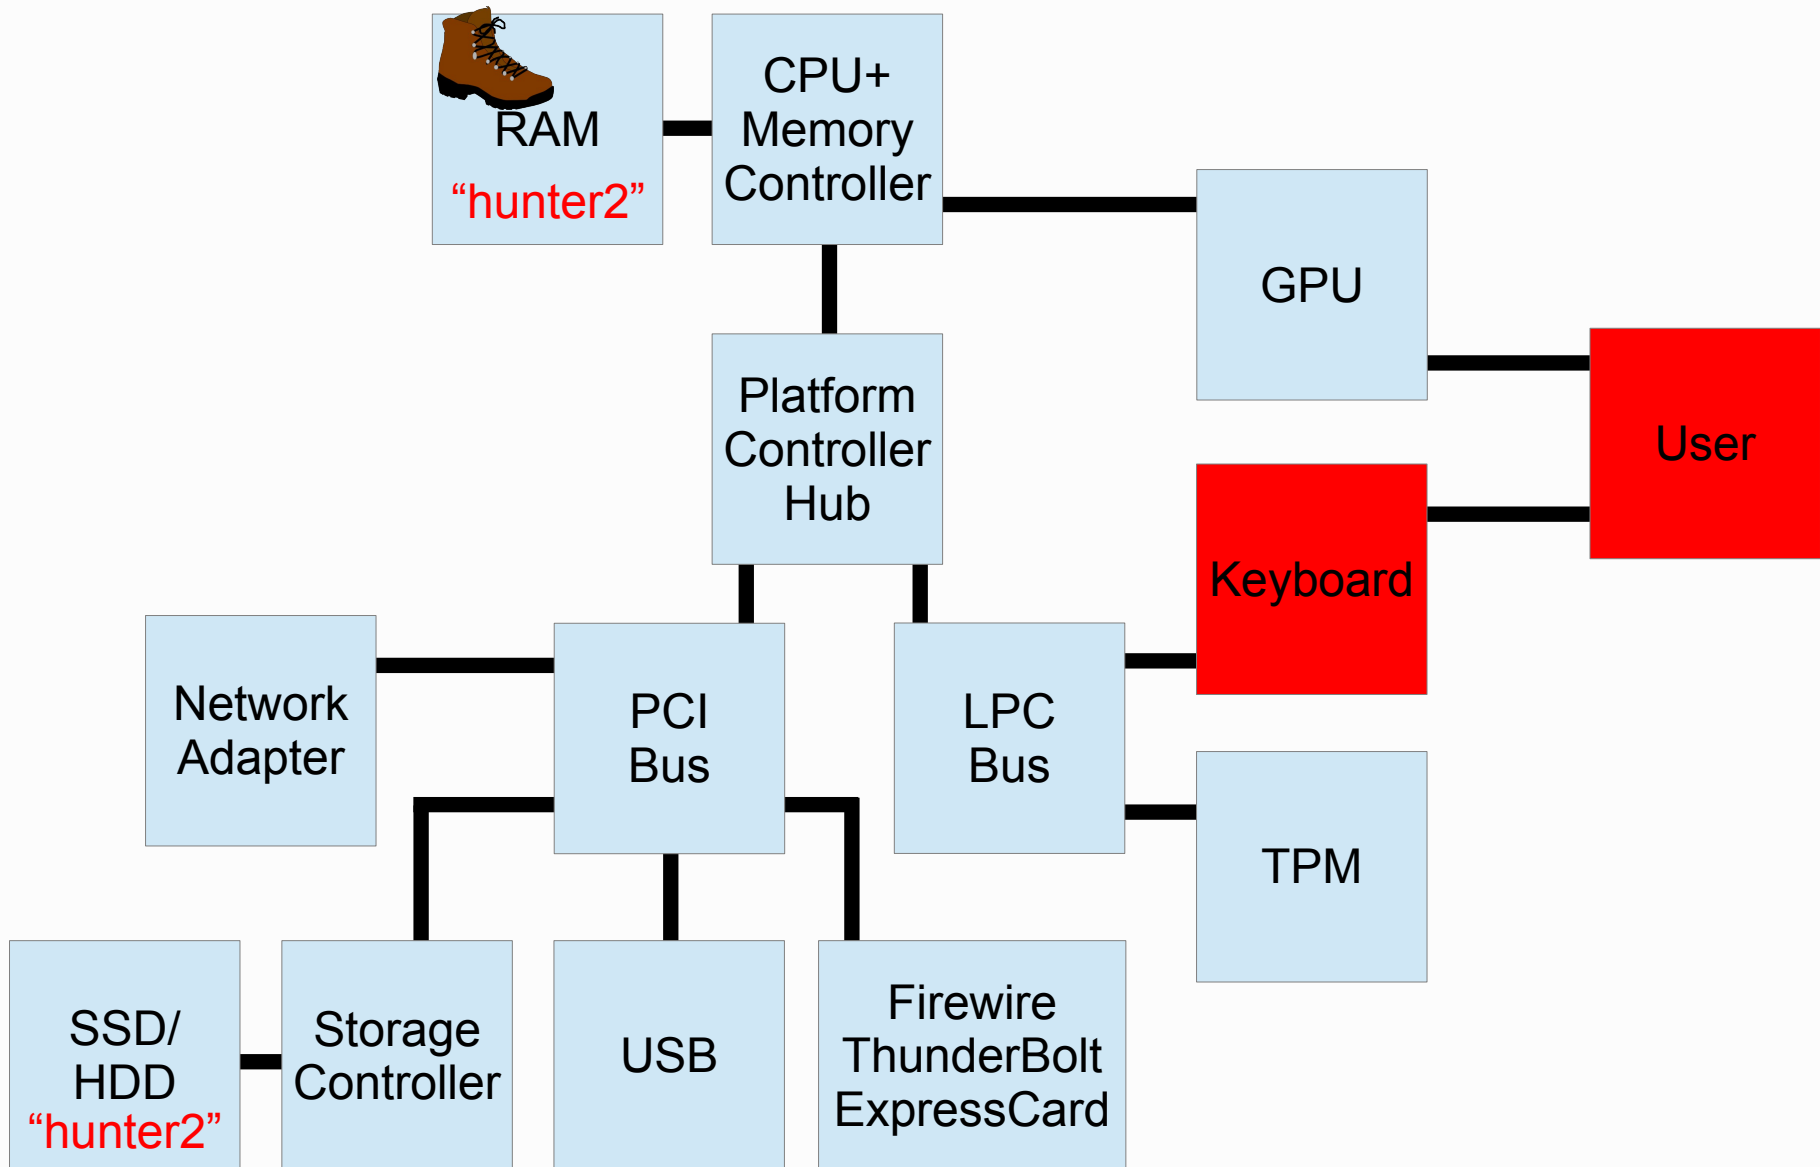 RAM
“hunter2”
CPU+
Memory
Controller
GPU
User
Platform
Controller
Hub
Keyboard
Network
Adapter
PCI
Bus
LPC
Bus
TPM
SSD/
HDD
“hunter2”
Storage
Controller
USB
Firewire
ThunderBolt
ExpressCard